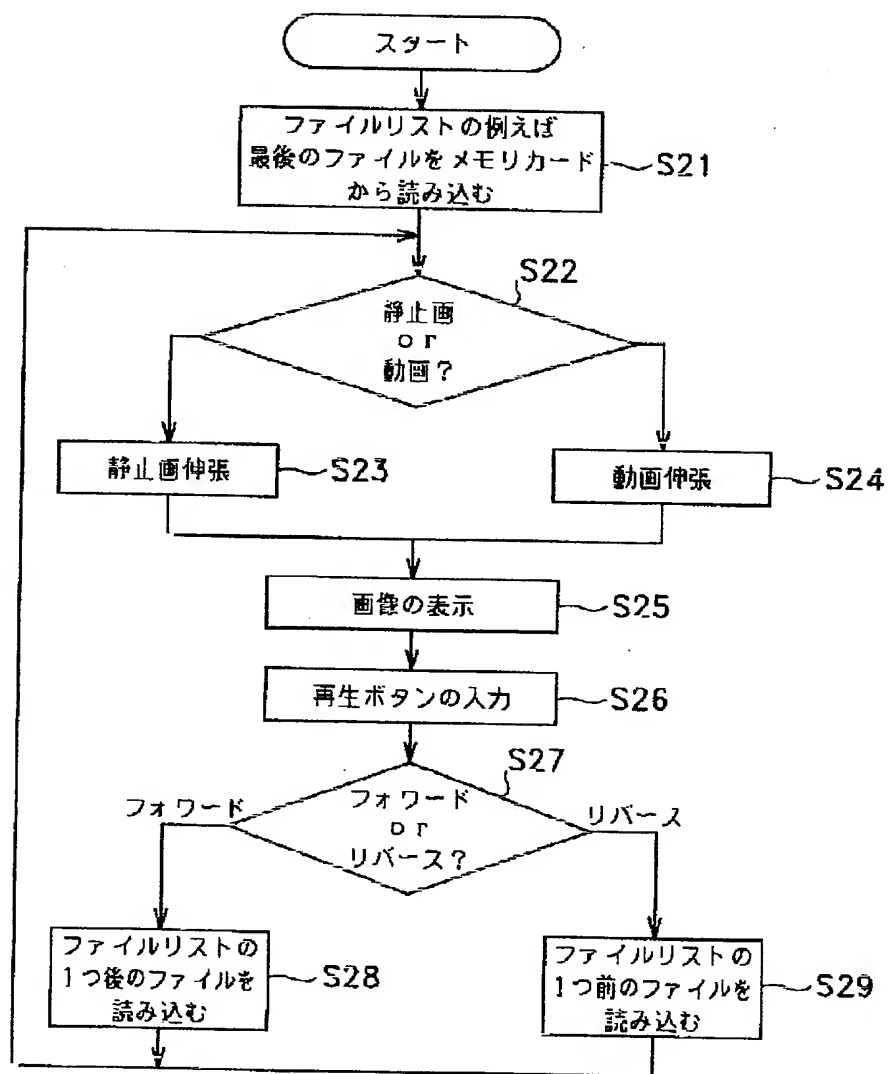 スタート
ファイルリストの例えば
最後のファイルをメモリカード
から読み込む
S21
S22
静止画
or
動画?
静止画伸張
S23
動画伸張
S24
画像の表示
S25
再生ボタンの入力
S26
S27
フォワード
フォワード
or
リバース?
リバース
ファイルリストの
1つ後のファイルを
読み込む
S28
ファイルリストの
1つ前のファイルを
読み込む
S29